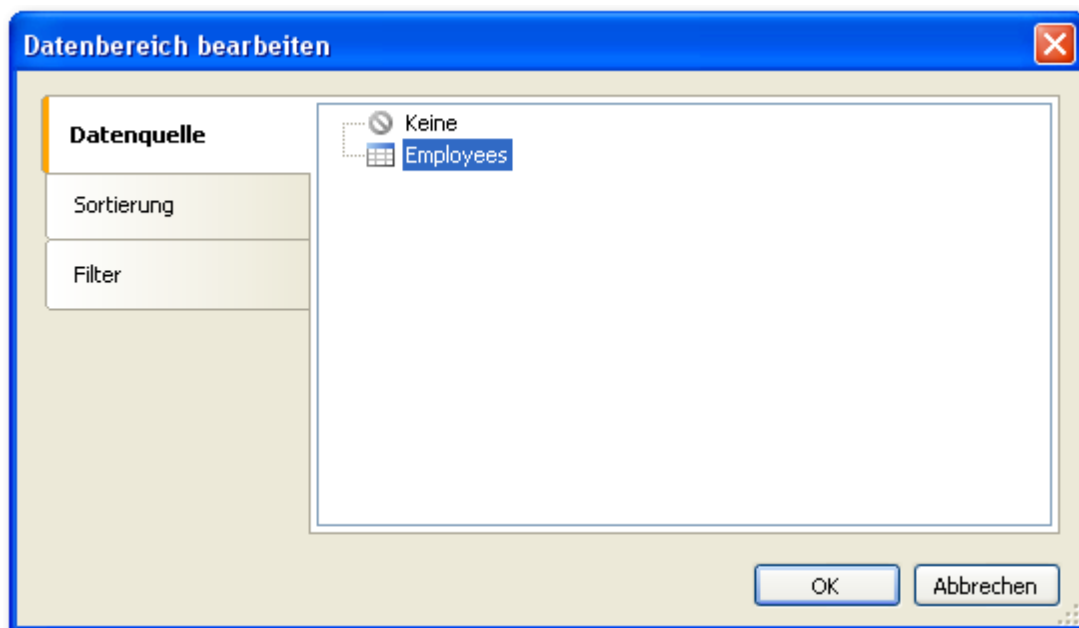 Datenbereich bearbeiten
Datenquelle
Sortierung
Filter
Keine
Employees
OK
Abbrechen